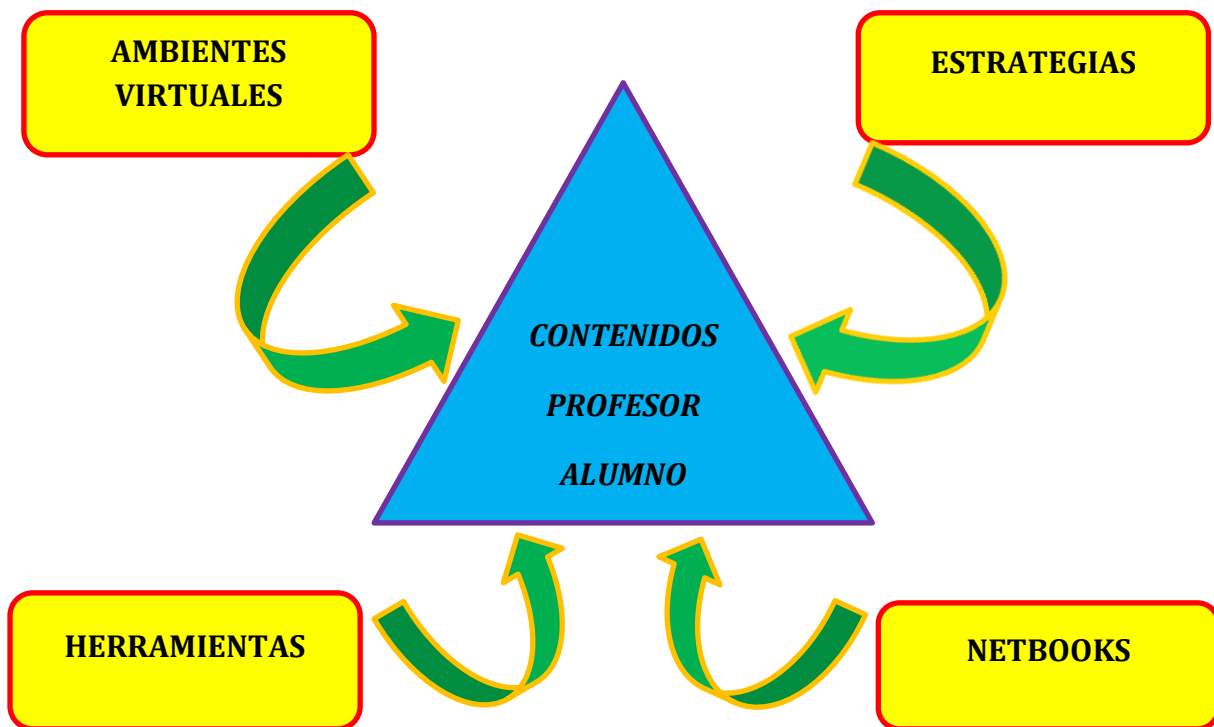 AMBIENTES
VIRTUALES
ESTRATEGIAS
CONTENIDOS
PROFESOR
ALUMNO
HERRAMIENTAS
NETBOOKS